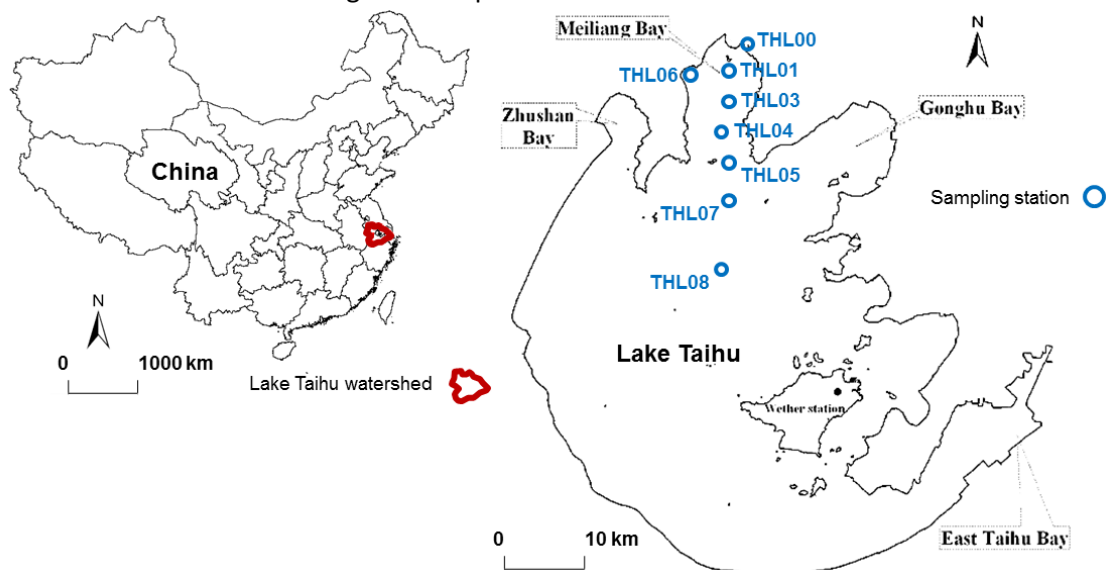 N
China
0
1000 km
Lake Taihu watershed
Meiliang Bay
THL00
THL06
THL01
THL03
Zhushan
Bay
THL04
Gonghu Bay
THL05
N
Sampling station
THL07
THL08
Lake Taihu
Wether station
0
10 km
East Taihu Bay